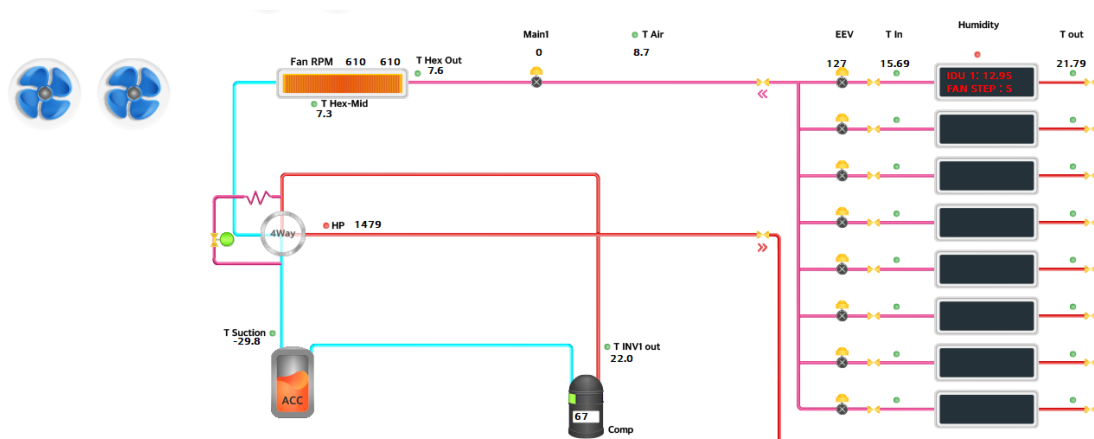 Humidity
Main1
T Air
EEV
T In
T out
0
8.7
Fan RPM 610 610
T Hex Out
7.6
127
15.69
21.79
IDU 1: 12.95
FAN STEP : 5
T Hex-Mid
7.3
4Way
HP 1479
T Suction
-29.8
T INV1 out
22.0
ACC
67
Comp